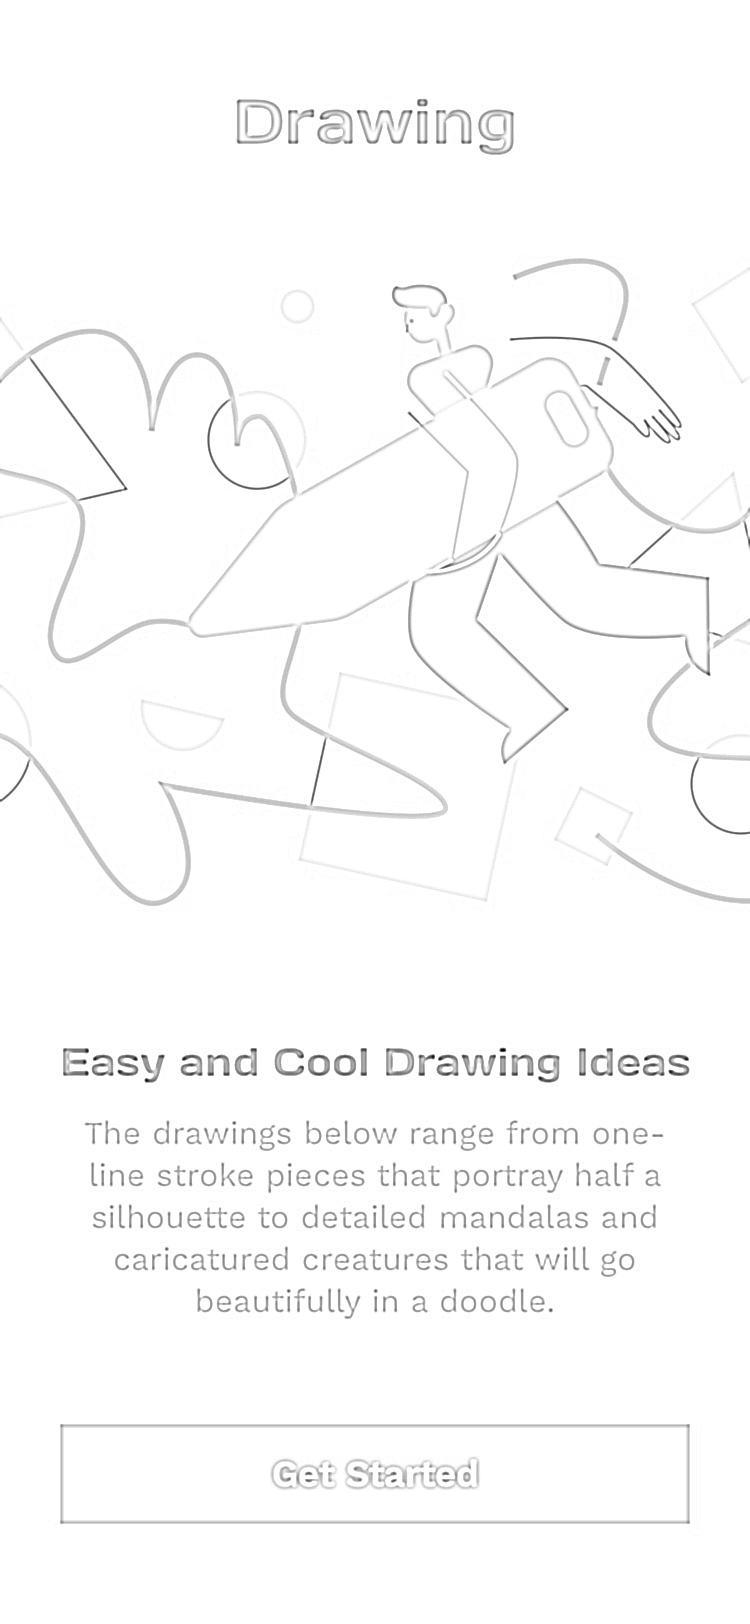 Drawing
Easy and Cool Drawing Ideas
The drawings below range from one-
line stroke pieces that portray half a
silhouette to detailed mandalas and
caricatured creatures that will go
beautifully in a doodle.
Get Started